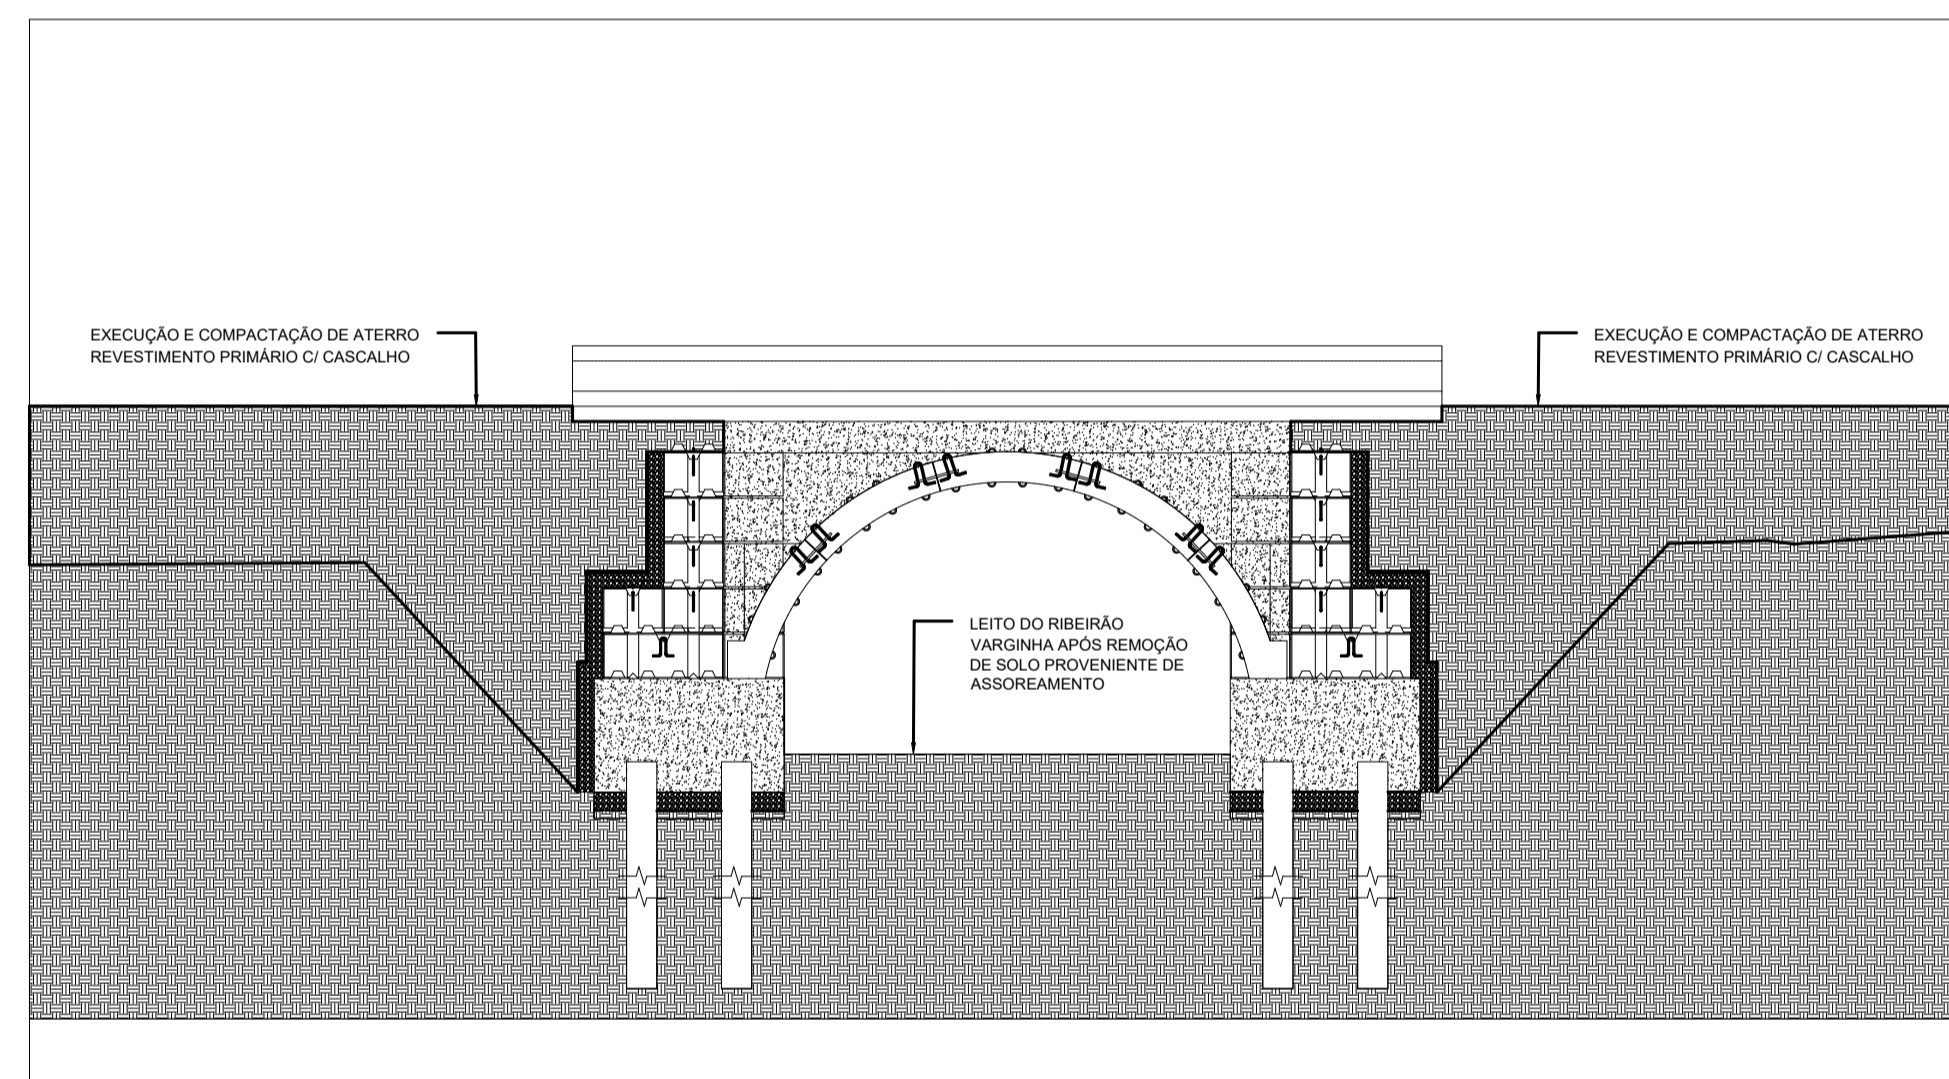 EXECUÇÃO E COMPACTAÇÃO DE ATERRO
REVESTIMENTO PRIMÁRIO C/ CASCALHO
EXECUÇÃO E COMPACTAÇÃO DE ATERRO
REVESTIMENTO PRIMÁRIO C/ CASCALHO
LEITO DO RIBEIRÃO
VARGINHA APÓS REMOÇÃO
DE SOLO PROVENIENTE DE
ASSOREAMENTO